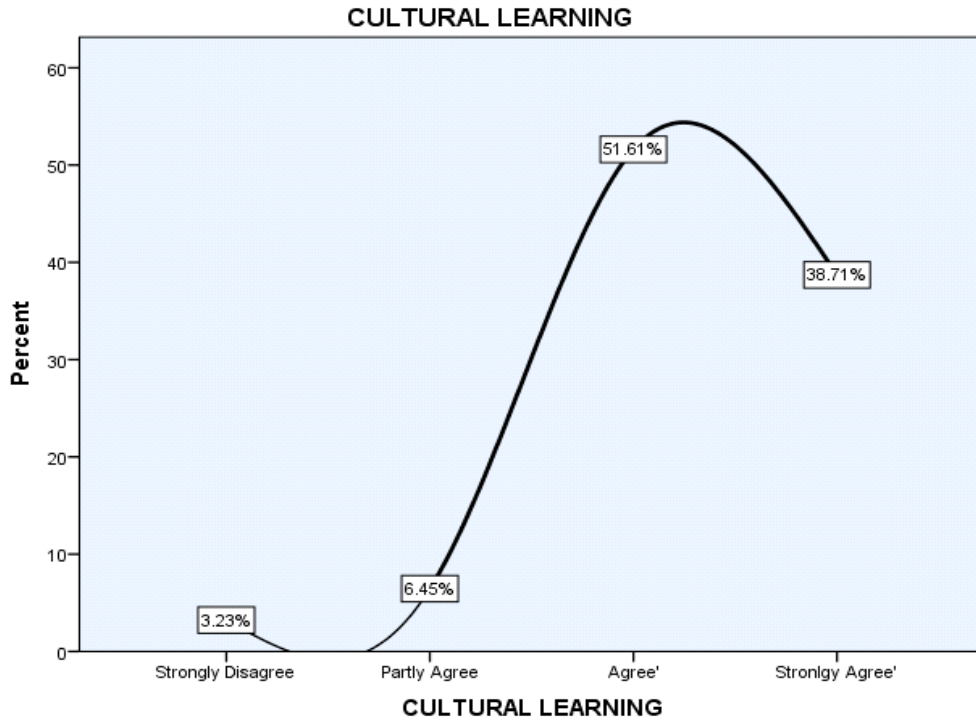 CULTURAL LEARNING
60
50
40
30
20
10
0
Percent
51.61%
38.71%
6.45%
3.23%
Strongly Disagree
Partly Agree
Agree'
Stronlgy Agree'
CULTURAL LEARNING